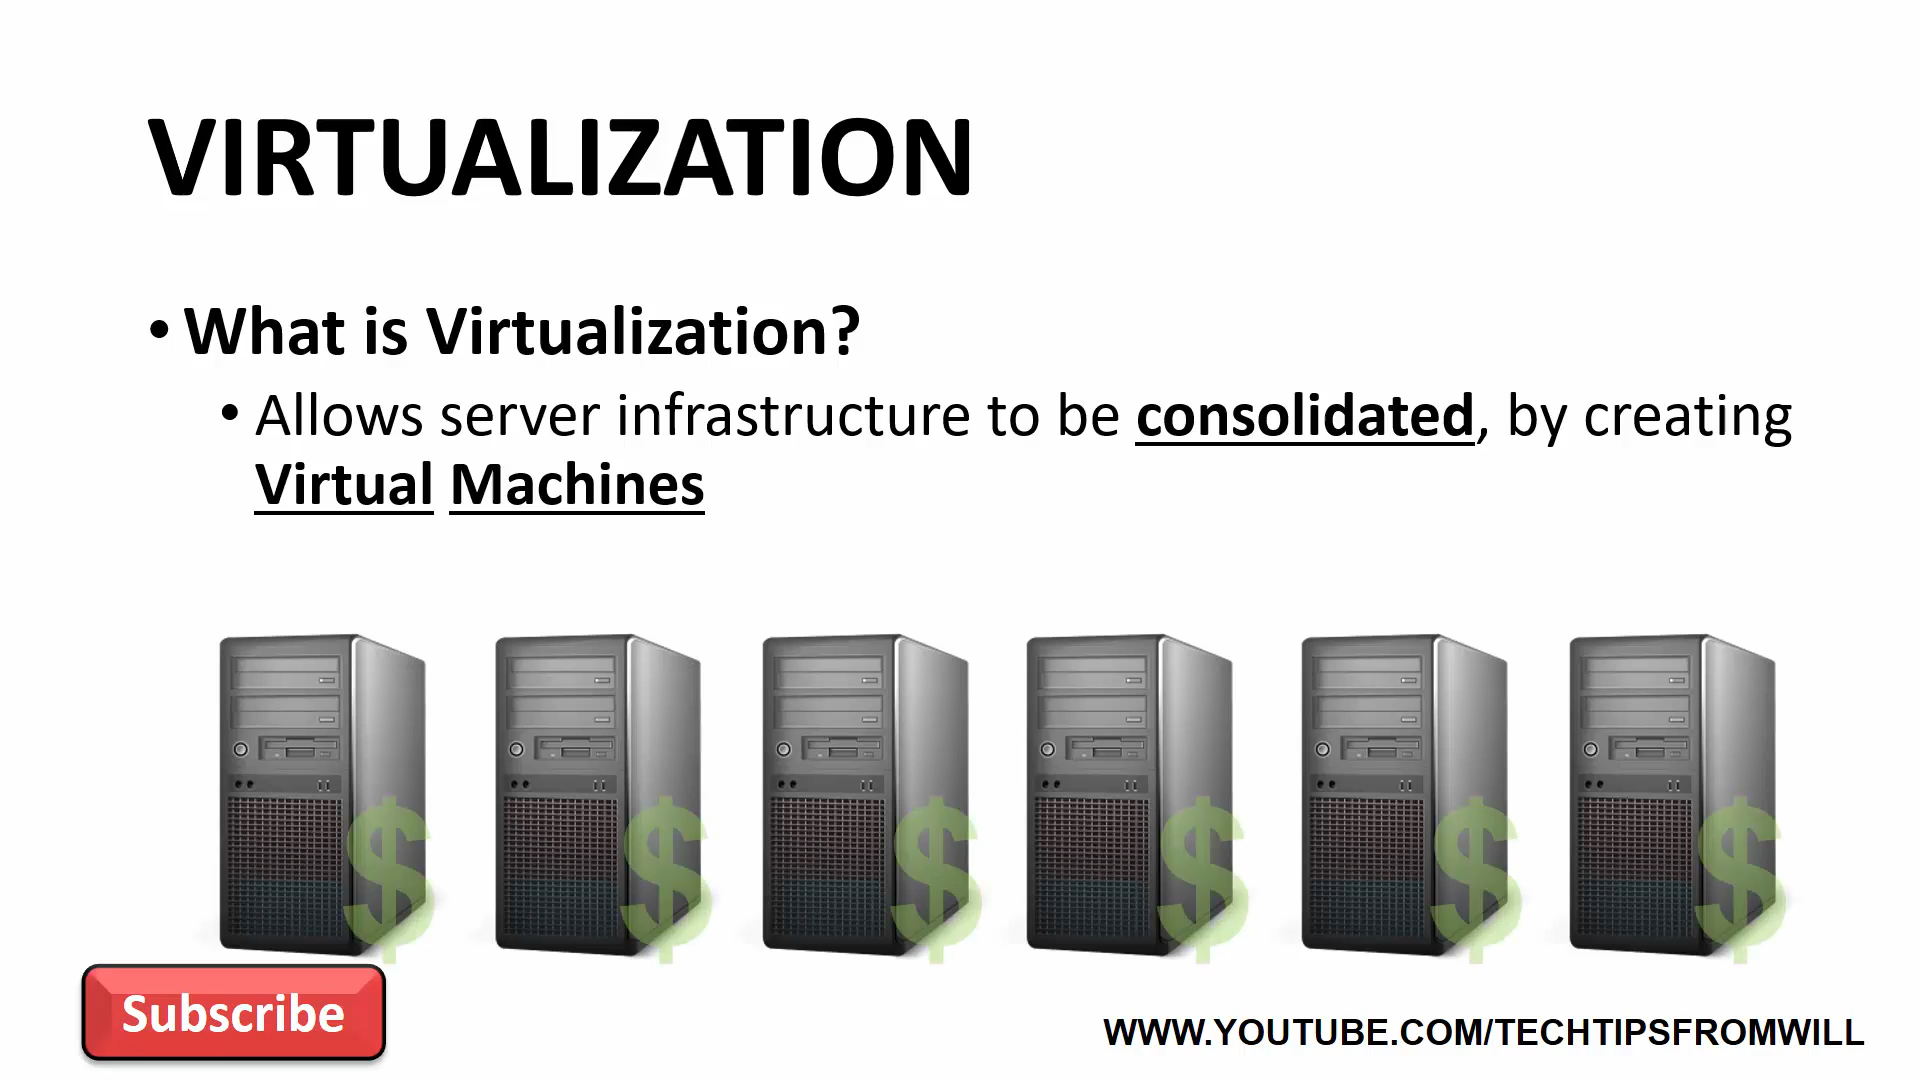 VIRTUALIZATION
• What is Virtualization?
• Allows server infrastructure to be consolidated, by creating
Virtual Machines
$ $ $ $ $ $
Subscribe
WWW.YOUTUBE.COM/TECHTIPSFROMWILL